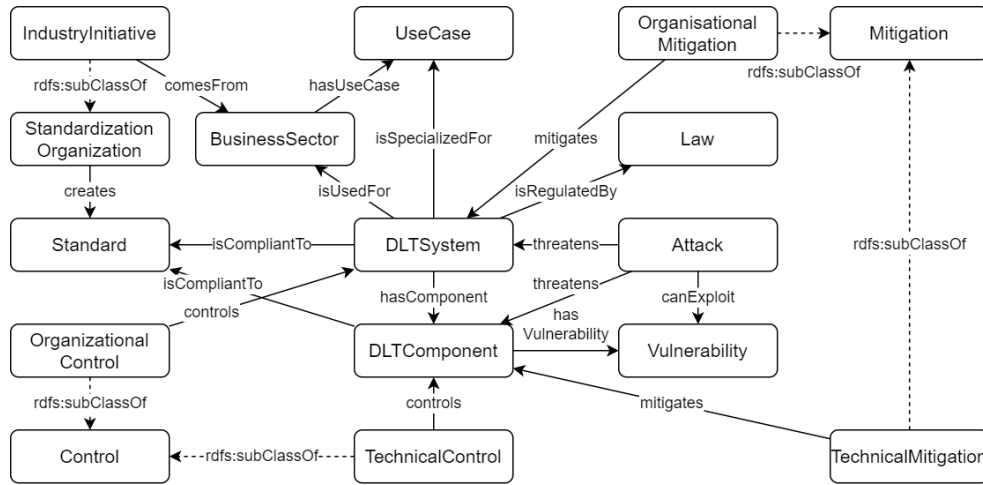 IndustryInitiative
UseCase
Organisational
Mitigation
Mitigation
rdfs:subClassOf
comesFrom
hasUseCase
rdfs:subClassOf
Standardization
Organization
BusinessSector
isSpecializedFor
mitigates
Law
creates
isUsedFor
isRegulatedBy
Standard
isCompliantTo
DLTSystem
threatens
Attack
rdfs:subClassOf
isCompliantTo
controls
hasComponent
threatens
canExploit
has
Vulnerability
Organizational
Control
DLTComponent
Vulnerability
rdfs:subClassOf
controls
mitigates
Control
rdfs:subClassOf
TechnicalControl
TechnicalMitigation